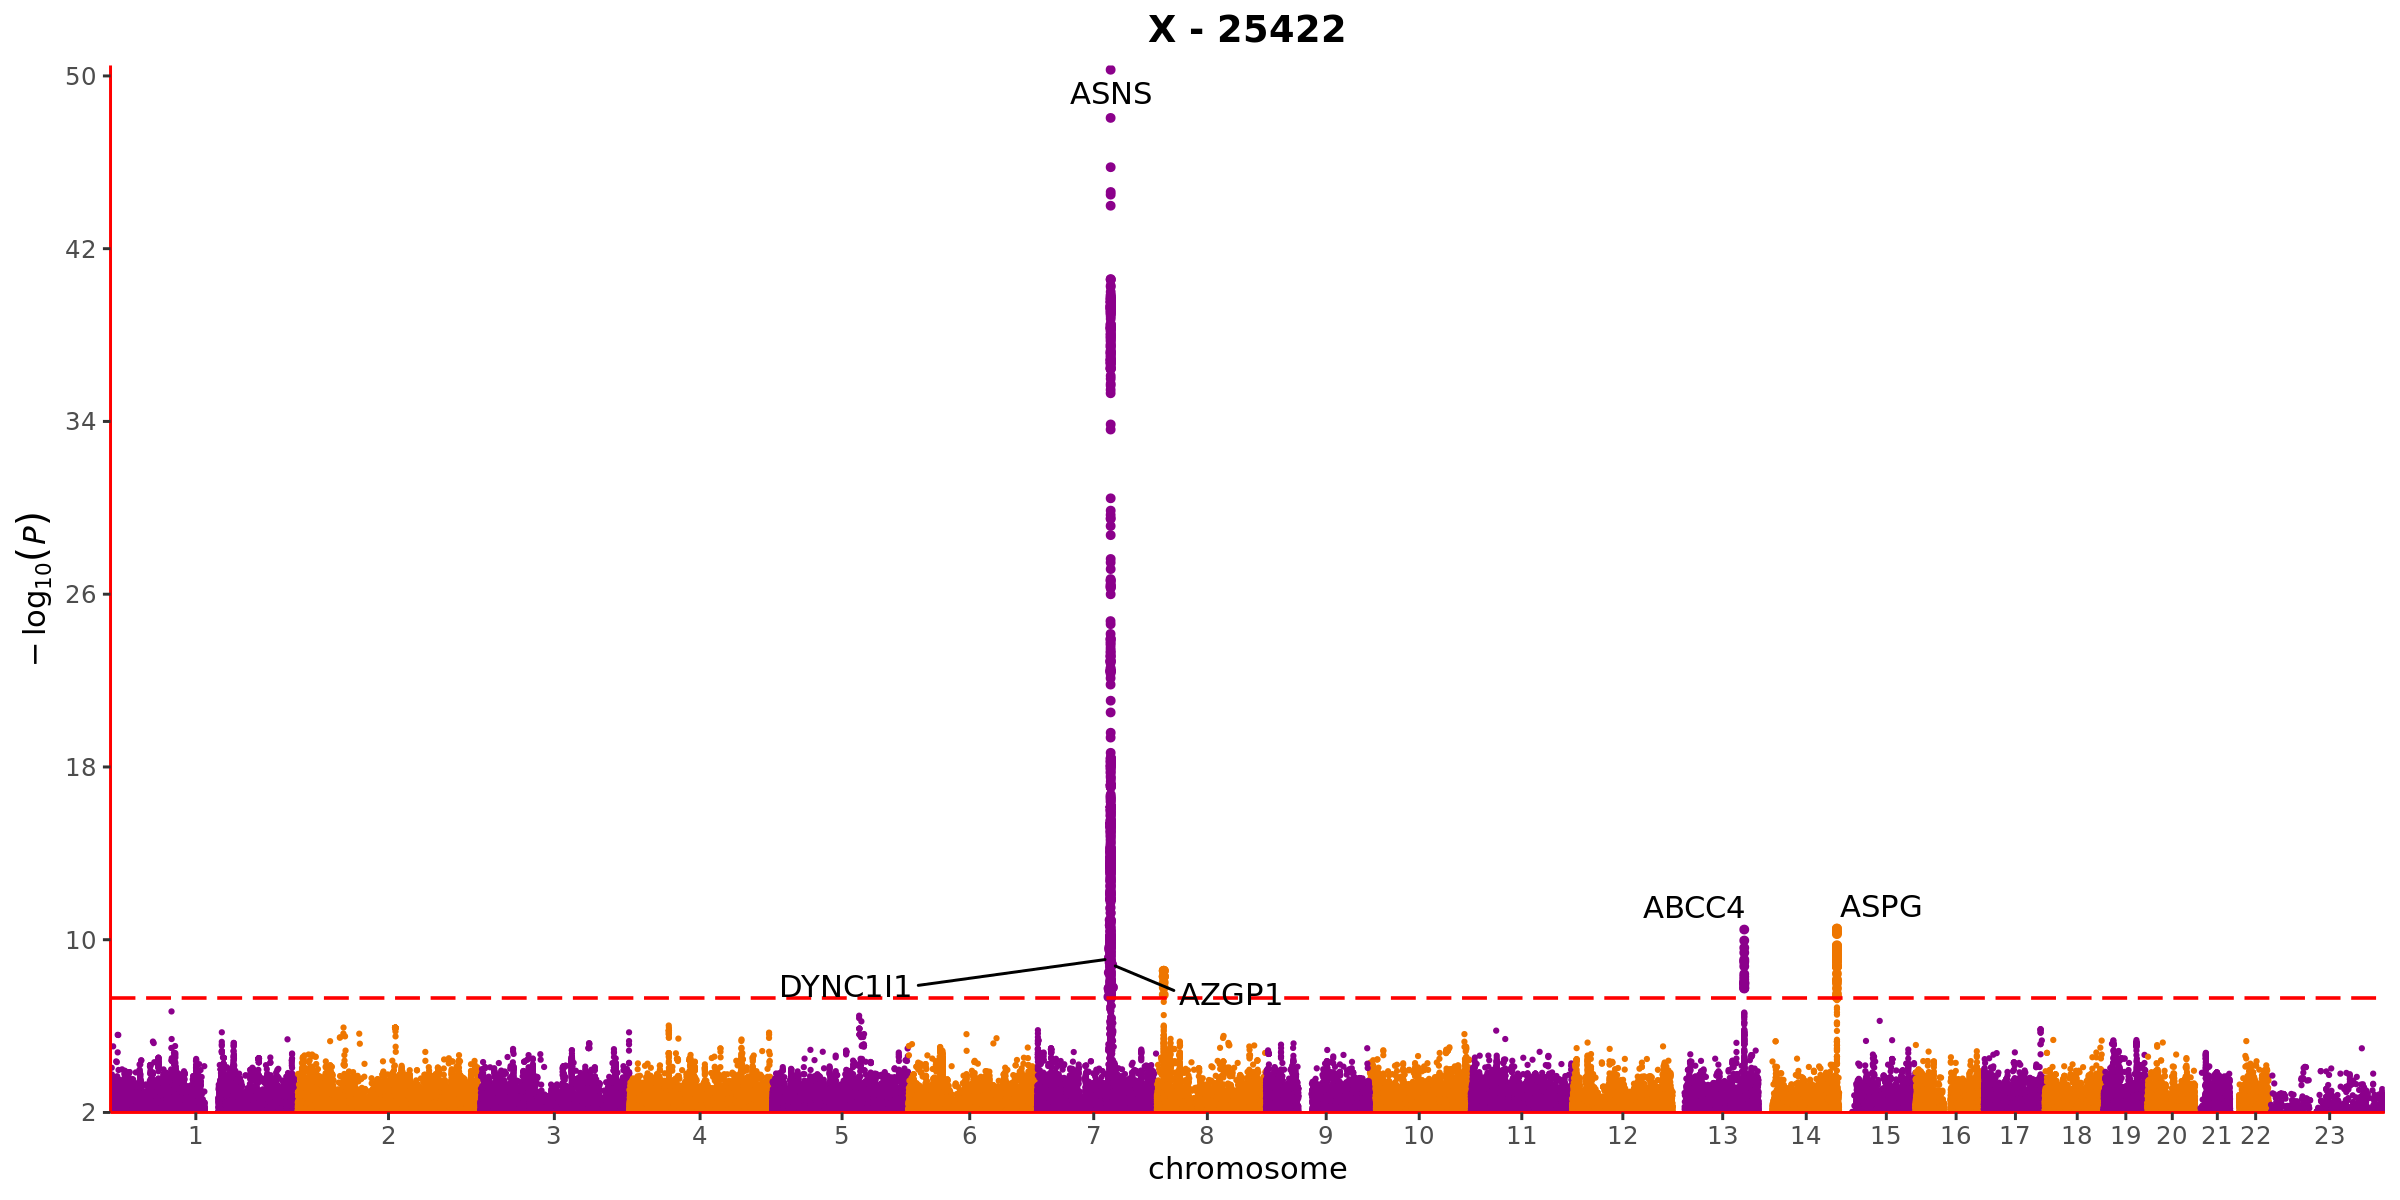 X - 25422
50
42
34
26
18
10
2
− log10(P)
ASNS
ABCC4
ASPG
DYNC1I1
AZGP1
1 2 3 4 5 6 7 8 9 10 11 12 13 14 15 16 17 18 19 20 21 22 23
chromosome